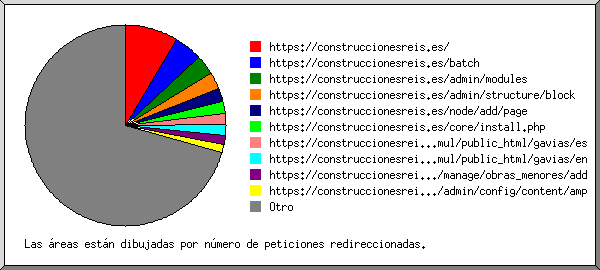 https://construccionesreis.es/
https://construccionesreis.es/batch
https://construccionesreis.es/admin/modules
https://construccionesreis.es/admin/structure/block
https://construccionesreis.es/node/add/page
https://construccionesreis.es/core/install.php
https://construccionesrei...mul/public_html/gavias/es
https://construccionesrei...mul/public_html/gavias/en
https://construccionesrei.../manage/obras_menores/add
https://construccionesrei.../admin/config/content/amp
Otro
Las áreas están dibujadas por número de peticiones redireccionadas.